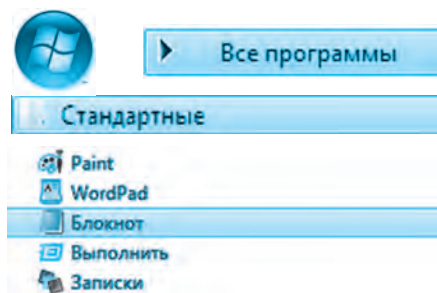 Все программы
Стандартные
Paint
WordPad
Блокнот
Выполнить
Записки